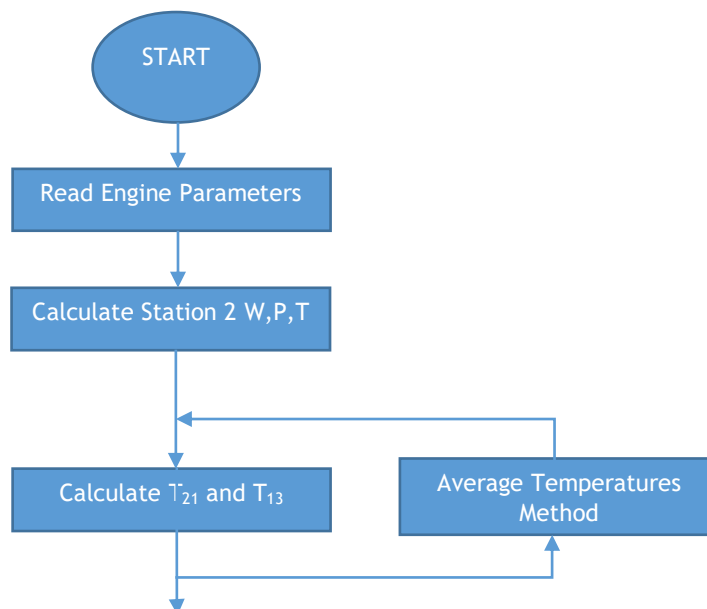 START
Read Engine Parameters
Calculate Station 2 W,P,T
Calculate T₂₁ and T₁₃
Average Temperatures
Method